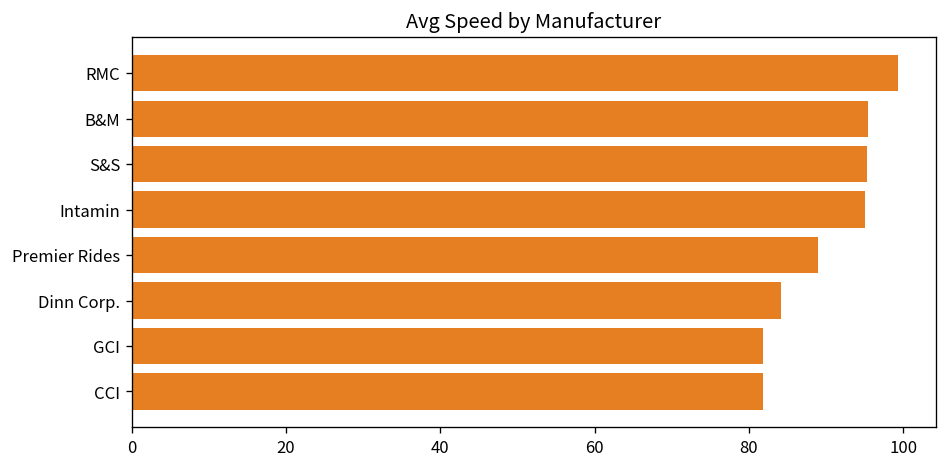 Avg Speed by Manufacturer
RMC
B&M
S&S
Intamin
Premier Rides
Dinn Corp.
GCI
CCI
0 20 40 60 80 100